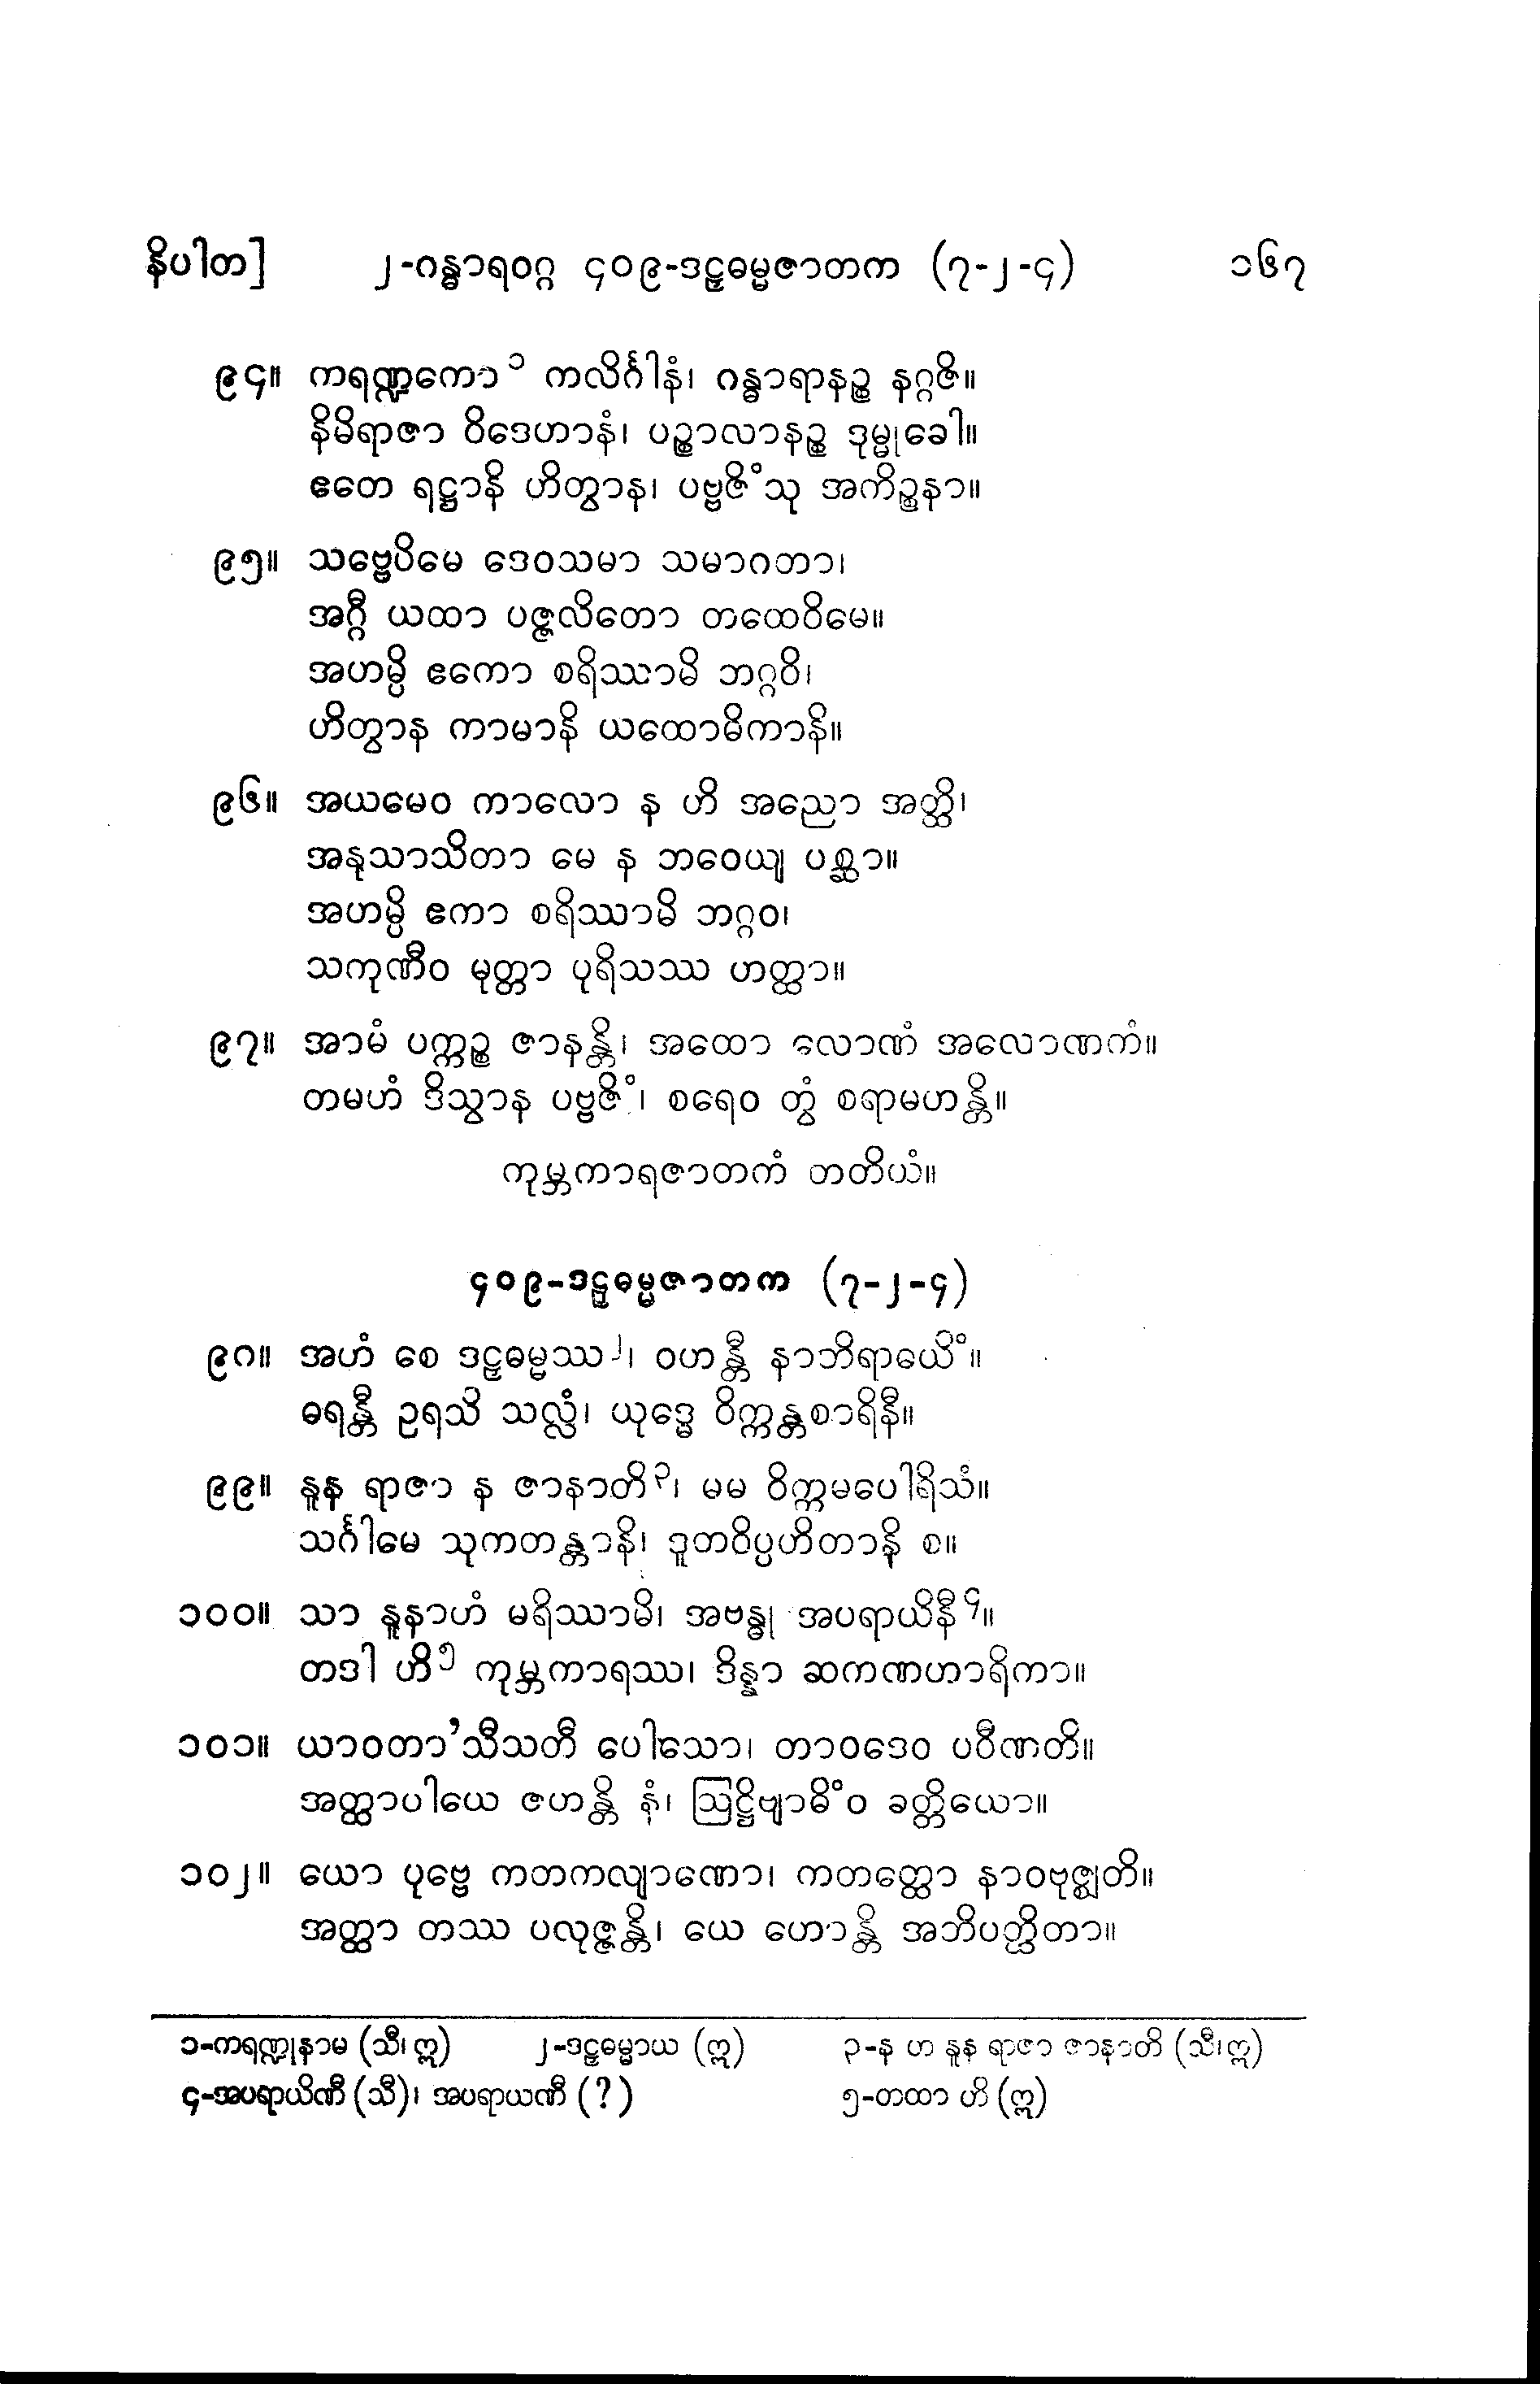 နိပါတ] ၂-ဂန္ဓာရဝဂ္ဂ ၄၀၉-ဒဠှဓမ္မဇာတက (၇-၂-၄) ၁၆၇
၉၄။ ကရဏ္ဍကော၁ ကလိင်္ဂါနံ၊ ဂန္ဓာရာနဉ္စ နဂ္ဂဇိ။
နိမိရာဇာ ဝိဒေဟာနံ၊ ပဉ္စာလာနဉ္စ ဒုမ္မုခေါ။
ဧတေ ရဋ္ဌာနိ ဟိတွာန၊ ပဗ္ဗဇိံသု အကိဉ္စနာ။
၉၅။ သဗ္ဗေပိမေ ဒေဝသမာ သမာဂတာ၊
အဂ္ဂီ ယထာ ပဇ္ဇလိတော တထေဝိမေ။
အဟမ္ပိ ဧကော စရိဿာမိ ဘဂ္ဂဝိ၊
ဟိတွာန ကာမာနိ ယထောဓိကာနိ။
၉၆။ အယမေဝ ကာလော န ဟိ အညော အတ္ထိ၊
အနုသာသိတာ မေ န ဘဝေယျ ပစ္ဆာ။
အဟမ္ပိ ဧကာ စရိဿာမိ ဘဂ္ဂဝ၊
သကုဏီဝ မုတ္တာ ပုရိသဿ ဟတ္ထာ။
၉၇။ အာမံ ပက္ကဉ္စ ဇာနန္တိ၊ အထော လောဏံ အလောဏကံ။
တမဟံ ဒိသွာန ပဗ္ဗဇိံ၊ စရေဝ တွံ စရာမဟန္တိ။
ကုမ္ဘကာရဇာတကံ တတိယံ။
၄၀၉-ဒဠှဓမ္မဇာတက (၇-၂-၄)
၉၈။ အဟံ စေ ဒဠှဓမ္မဿ၂၊ ဝဟန္တီ နာဘိရာဓယိံ။
ဓရန္တီ ဥရသိ သလ္လံ၊ ယုဒ္ဓေ ဝိက္ကန္တစာရိနီ။
၉၉။ နူန ရာဇာ န ဇာနာတိ၃၊ မမ ဝိက္ကမပေါရိသံ။
သင်္ဂါမေ သုကတန္တာနိ၊ ဒူတဝိပ္ပဟိတာနိ စ။
၁၀၀။ သာ နူနာဟံ မရိဿာမိ၊ အဗန္ဓု အပရာယိနီ၄။
တဒါ ဟိ၅ ကုမ္ဘကာရဿ၊ ဒိန္နာ ဆကဏဟာရိကာ။
၁၀၁။ ယာဝတာ’သီသတီ ပေါသော၊ တာဝဒေဝ ပဝီဏတိ။
အတ္ထာပါယေ ဇဟန္တိ နံ၊ ဩဋ္ဌိဗျာဓိံဝ ခတ္တိယော။
၁၀၂။ ယော ပုဗ္ဗေ ကတကလျာဏော၊ ကတတ္ထော နာဝဗုဇ္ဈတိ။
အတ္ထာ တဿ ပလုဇ္ဇန္တိ၊ ယေ ဟောန္တိ အဘိပတ္ထိတာ။
၁-ကရဏ္ဍုနာမ (သီ၊ဣ) ၂-ဒဠှဓမ္မာယ (ဣ) ၃-န ဟ နူန ရာဇာ ဇာနာတိ (သီ၊ဣ)
၄-အပရာယိဏီ (သီ)၊ အပရာယဏီ (?) ၅-တထာ ဟိ (ဣ)